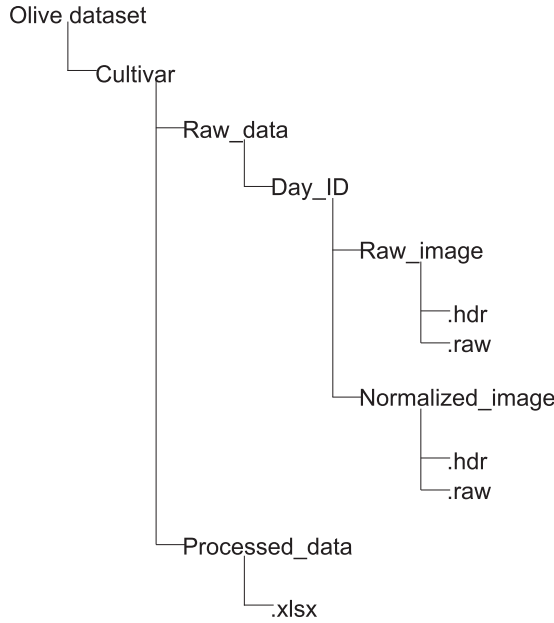 Olive dataset
Cultivar
Raw_data
Day_ID
Raw_image
.hdr
.raw
Normalized_image
.hdr
.raw
Processed_data
.xlsx